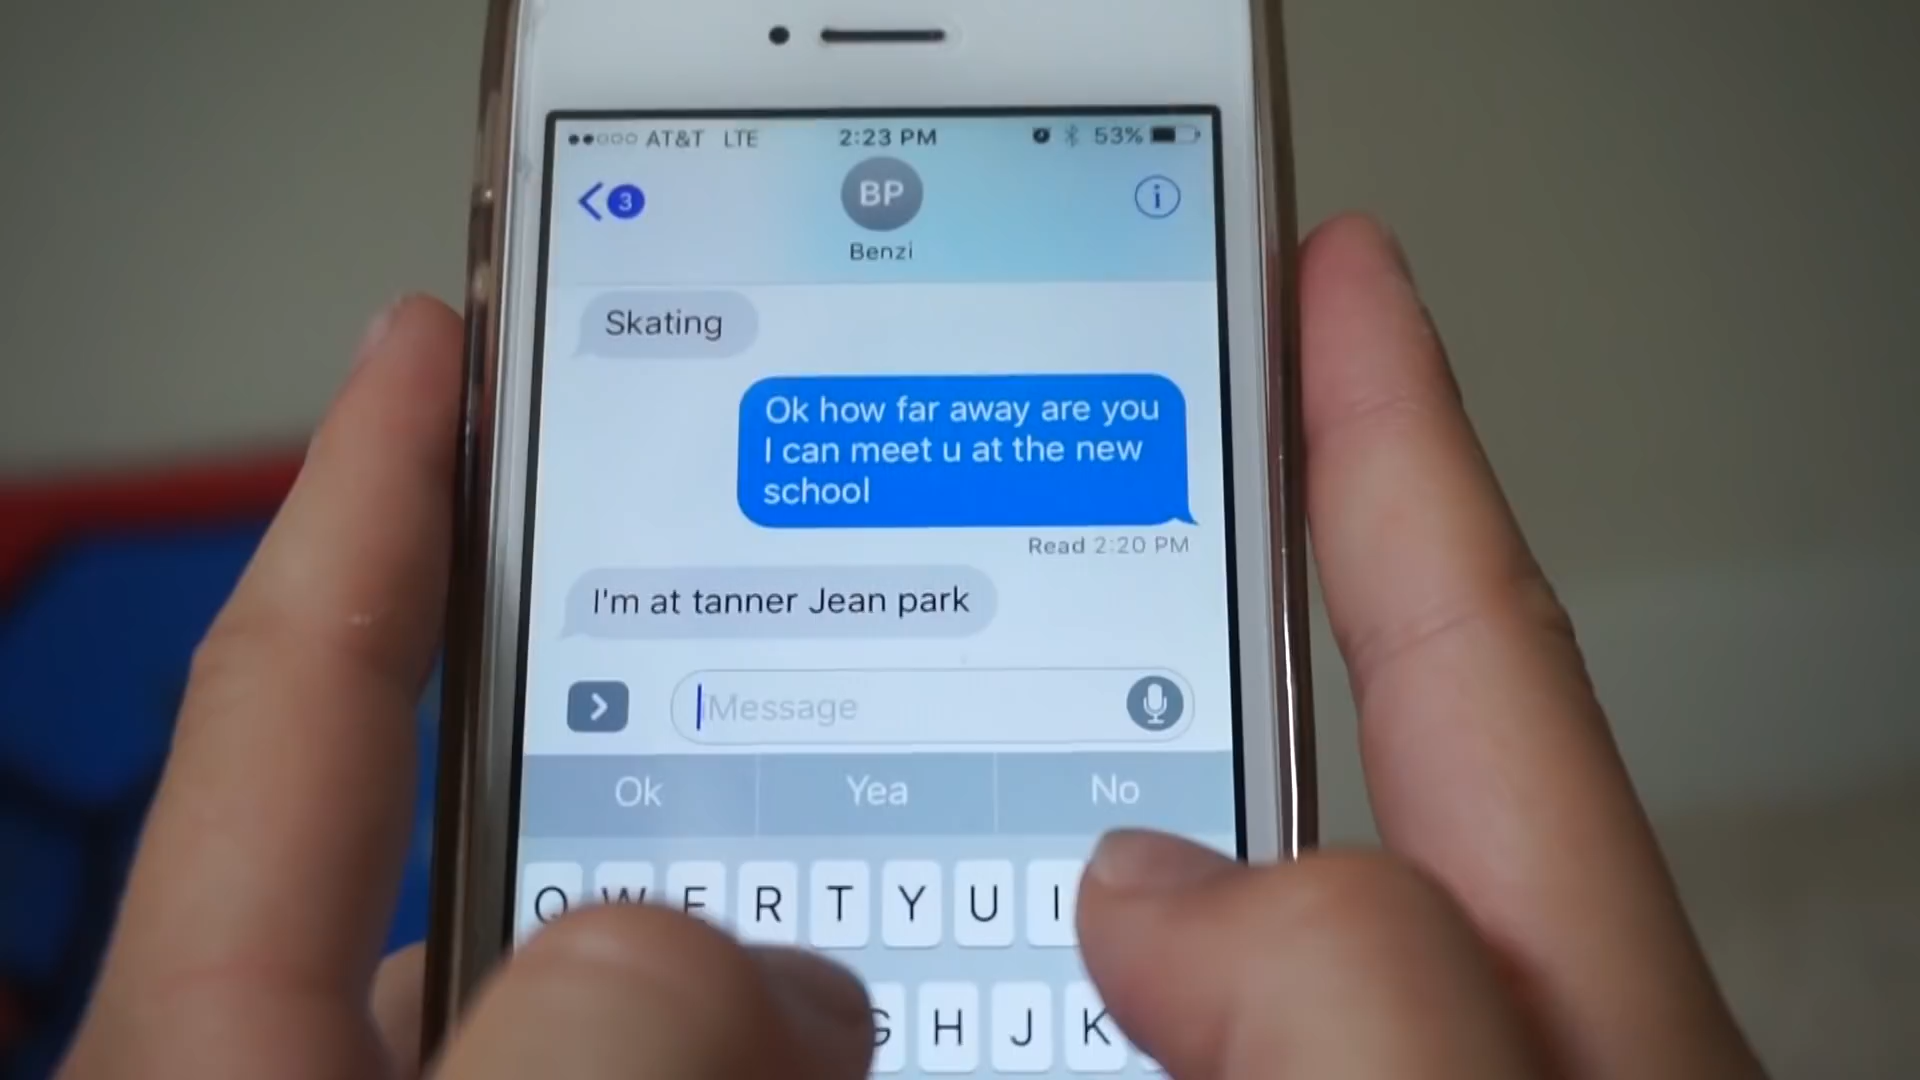 AT&T LTE 2:23 PM 53%
3
BP
Benzi
Skating
Ok how far away are you
I can meet u at the new
school
Read 2:20 PM
I'm at tanner Jean park
iMessage
Ok Yea No
Q W E R T Y U I
G H J K